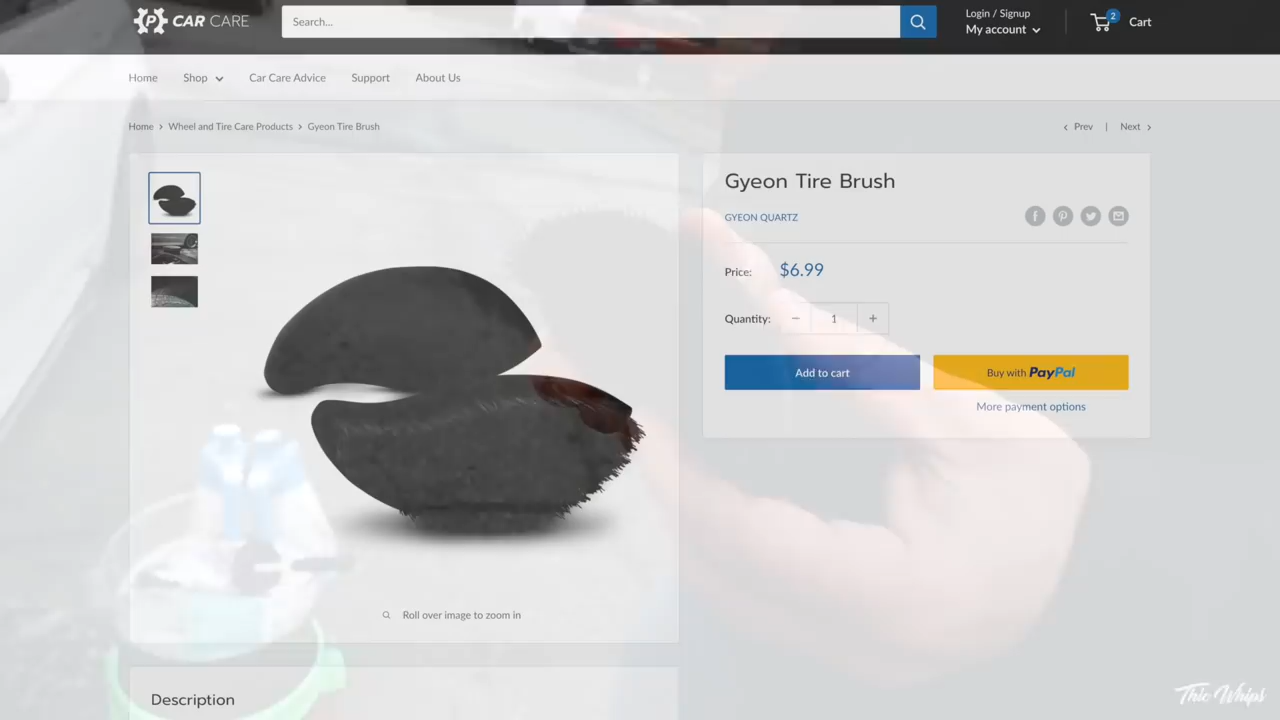 P CAR CARE
Search...
Login / Signup
My account
2
Cart
Home
Shop
Car Care Advice
Support
About Us
Home > Wheel and Tire Care Products > Gyeon Tire Brush
Prev | Next
Gyeon Tire Brush
GYEON QUARTZ
Price: $6.99
Quantity: − 1 +
Add to cart
Buy with PayPal
More payment options
Roll over image to zoom in
Description
Thic Whips